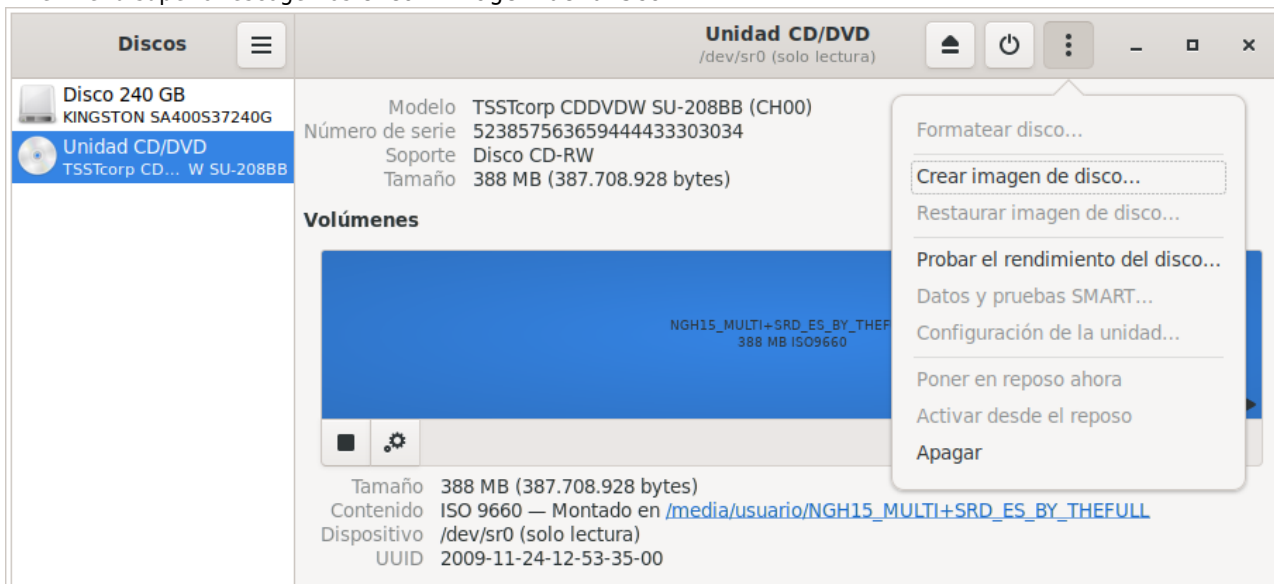 Discos
Unidad CD/DVD
/dev/sr0 (solo lectura)
Disco 240 GB
KINGSTON SA400S37240G
Unidad CD/DVD
TSSTcorp CD... W SU-208BB
Modelo TSSTcorp CDDVDW SU-208BB (CH00)
Número de serie 523857563659444433303034
Soporte Disco CD-RW
Tamaño 388 MB (387.708.928 bytes)
Volúmenes
NGH15_MULTI+SRD_ES_BY_THEF
388 MB ISO9660
Formatear disco...
Crear imagen de disco...
Restaurar imagen de disco...
Probar el rendimiento del disco...
Datos y pruebas SMART...
Configuración de la unidad...
Poner en reposo ahora
Activar desde el reposo
Apagar
Tamaño 388 MB (387.708.928 bytes)
Contenido ISO 9660 — Montado en /media/usuario/NGH15_MULTI+SRD_ES_BY_THEFULL
Dispositivo /dev/sr0 (solo lectura)
UUID 2009-11-24-12-53-35-00